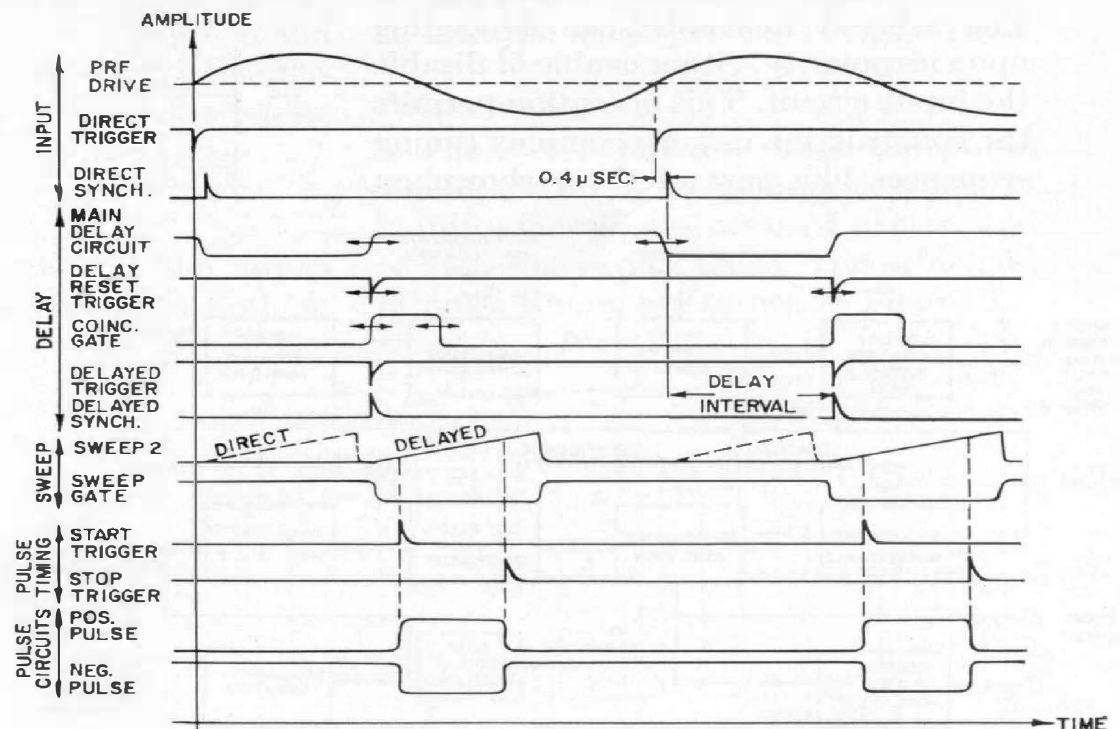 AMPLITUDE
INPUT
PRF
DRIVE
DIRECT
TRIGGER
DIRECT
SYNCH.
0.4 µ SEC.
DELAY
MAIN
DELAY
CIRCUIT
DELAY
RESET
TRIGGER
COINC.
GATE
DELAYED
TRIGGER
DELAYED
SYNCH.
DELAY
INTERVAL
SWEEP
SWEEP 2
DIRECT
DELAYED
SWEEP
GATE
PULSE
TIMING
START
TRIGGER
STOP
TRIGGER
PULSE
CIRCUITS
POS.
PULSE
NEG.
PULSE
TIME